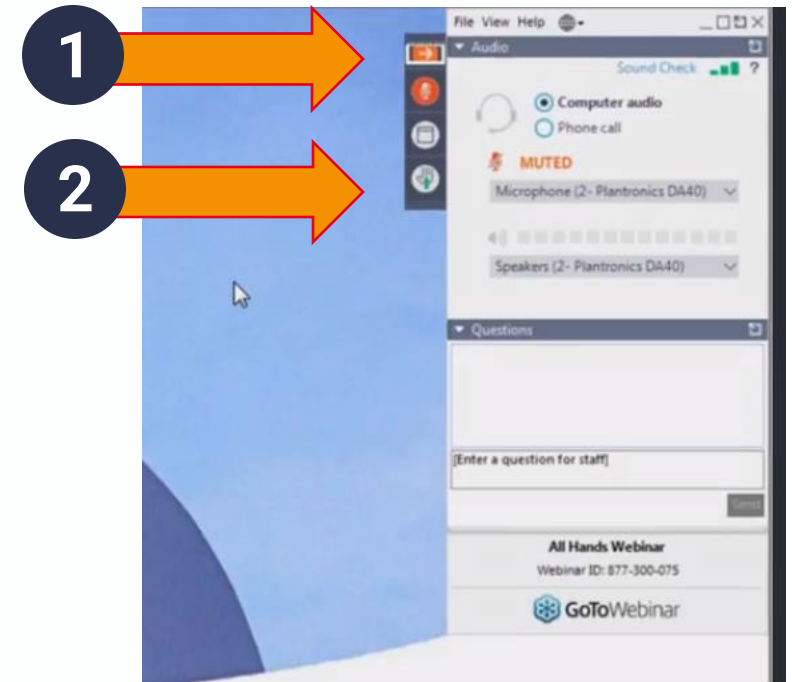 1
2
File View Help
Audio
Sound Check ?
Computer audio
Phone call
MUTED
Microphone (2- Plantronics DA40)
Speakers (2- Plantronics DA40)
Questions
[Enter a question for staff]
Send
All Hands Webinar
Webinar ID: 877-300-075
GoToWebinar